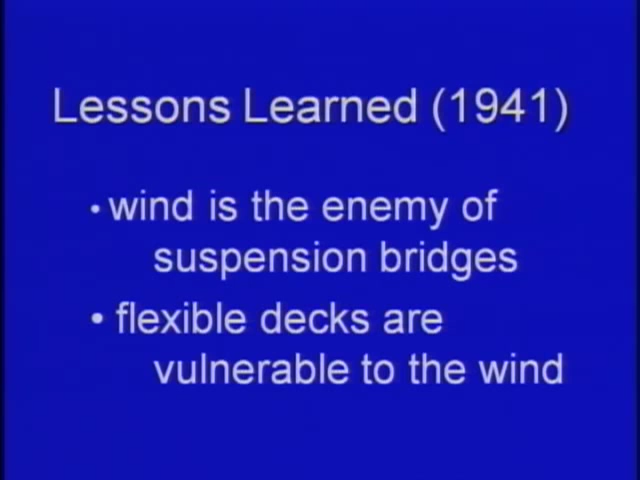 Lessons Learned (1941)
• wind is the enemy of
suspension bridges
• flexible decks are
vulnerable to the wind